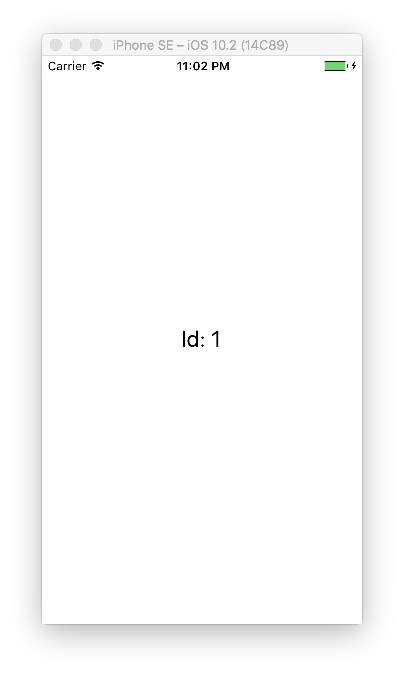 iPhone SE – iOS 10.2 (14C89)
Carrier 11:02 PM
Id: 1